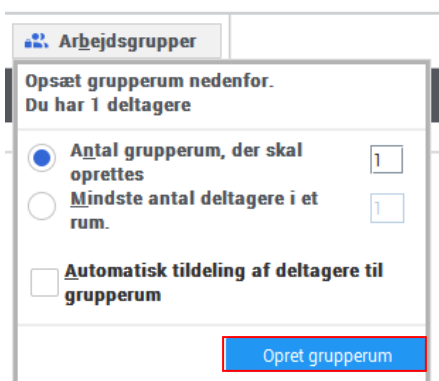 Arbejdsgrupper
Opsæt grupperum nedenfor.
Du har 1 deltagere
Antal grupperum, der skal
oprettes
1
Mindste antal deltagere i et
rum.
1
Automatisk tildeling af deltagere til
grupperum
Opret grupperum